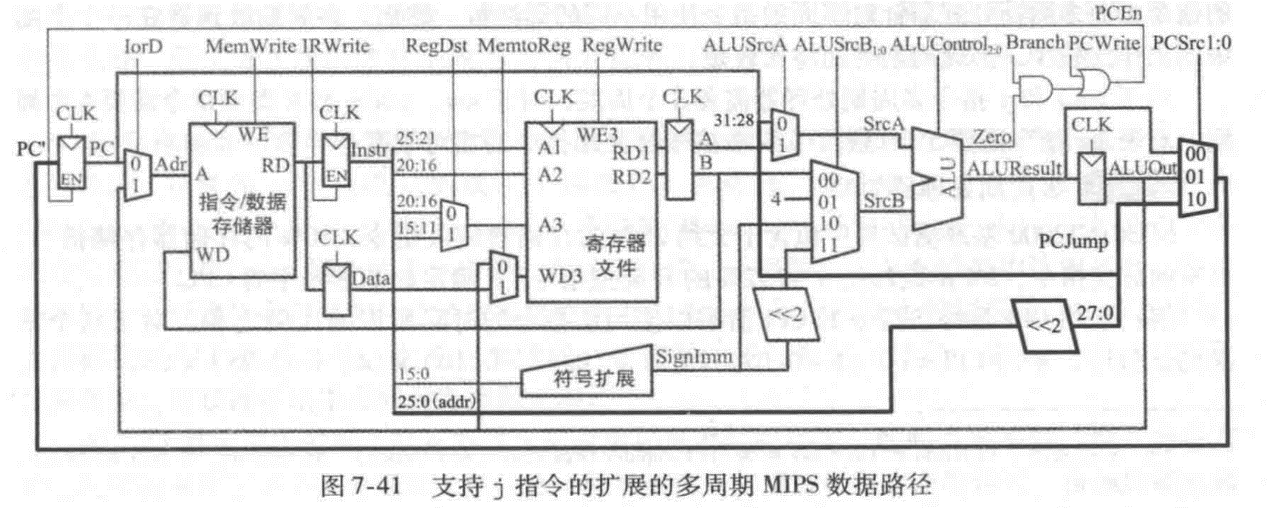 PCEn
IorD MemWrite IRWrite RegDst MemtoReg RegWrite ALUSrcA ALUSrcB1:0 ALUControl2:0 Branch PCWrite PCSrc1:0
CLK CLK CLK CLK CLK CLK
PC' PC EN
0 1 Adr
WE A RD
指令/数据
存储器
WD
EN Instr
25:21
20:16
20:16
15:11
0
1
CLK
Data
0
1
A1 WE3 RD1
A2 RD2
A3
寄存器
文件
WD3
A
B
31:28
0
1
SrcA
4
00
01
10
11
SrcB
ALU
Zero
ALUResult
ALUOut
00
01
10
PCJump
<<2
<<2
27:0
SignImm
符号扩展
15:0
25:0(addr)
图 7-41 支持 j 指令的扩展的多周期 MIPS 数据路径